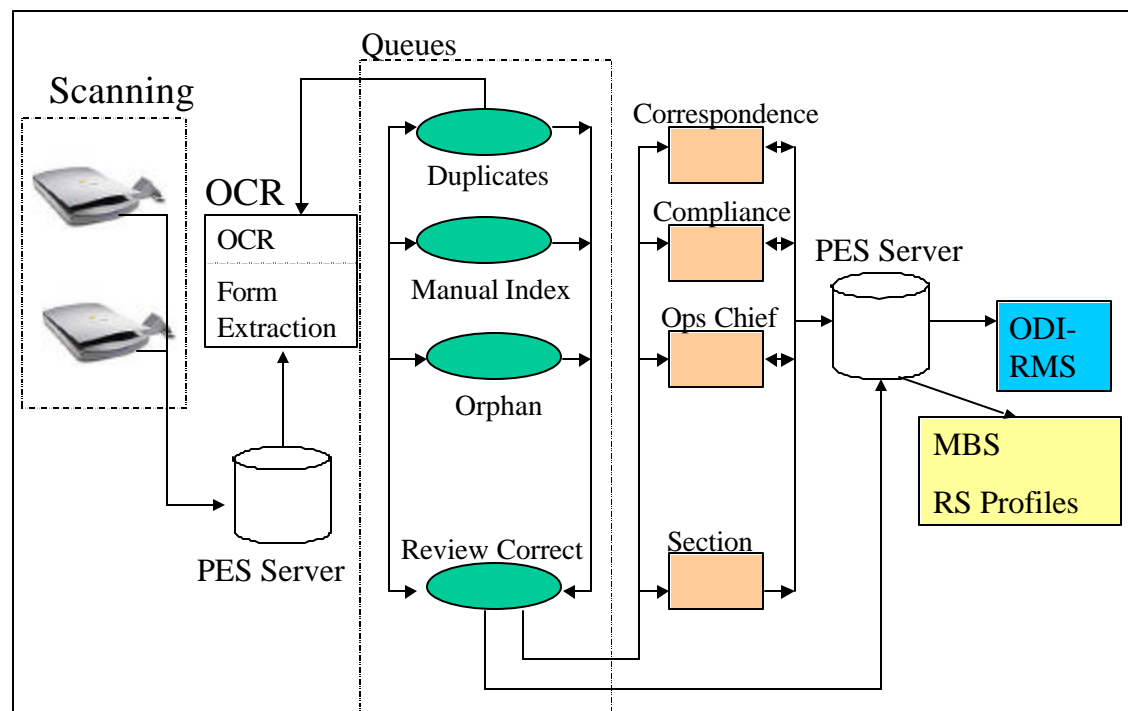 Queues
Scanning
Correspondence
Duplicates
OCR
OCR
Form
Extraction
Compliance
Manual Index
PES Server
Ops Chief
ODI-
RMS
Orphan
MBS
RS Profiles
Review Correct
Section
PES Server